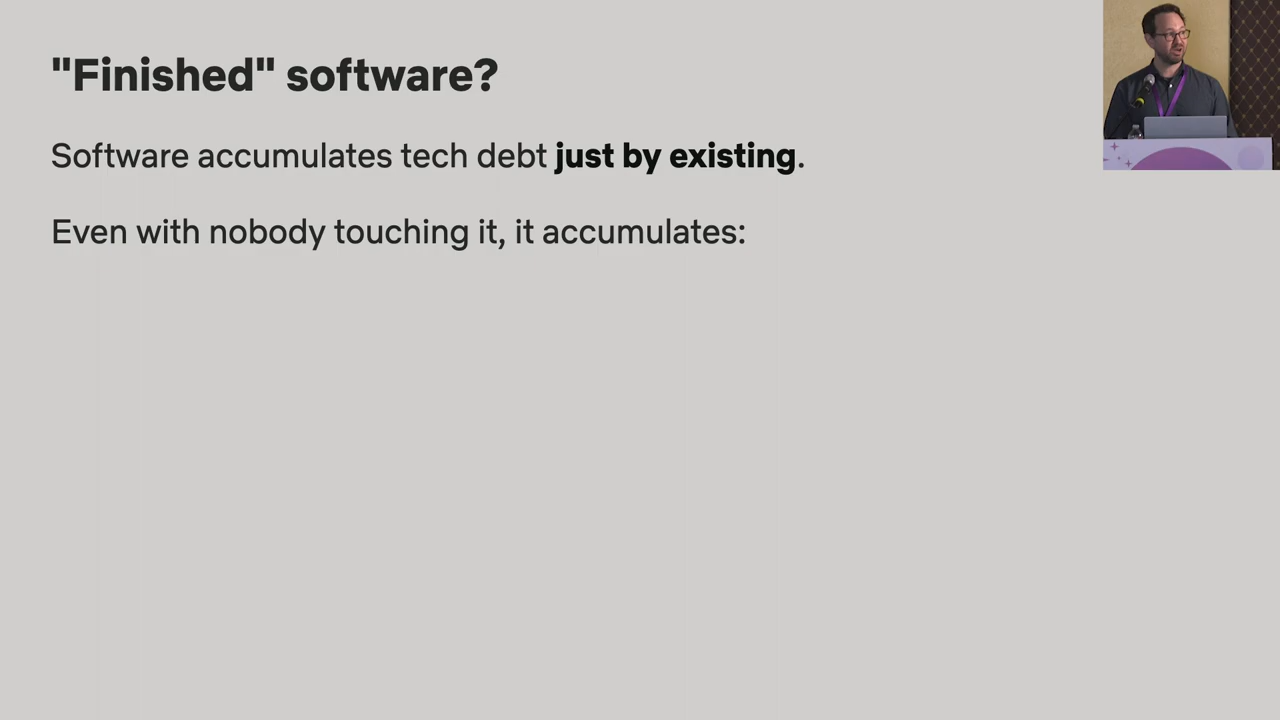 "Finished" software?
Software accumulates tech debt just by existing.
Even with nobody touching it, it accumulates: